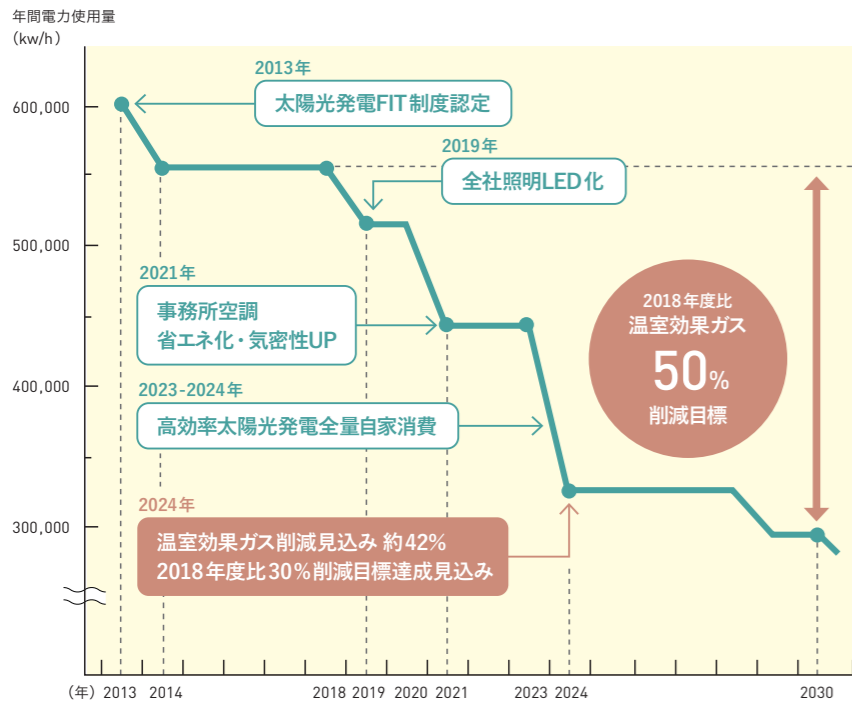 年間電力使用量
(kw/h)
600,000
500,000
400,000
300,000
2013年
太陽光発電FIT制度認定
2019年
全社照明LED化
2021年
事務所空調
省エネ化・気密性UP
2023-2024年
高効率太陽光発電全量自家消費
2024年
温室効果ガス削減見込み 約42%
2018年度比30%削減目標達成見込み
2018年度比
温室効果ガス
50%
削減目標
(年) 2013 2014 2018 2019 2020 2021 2023 2024 2030